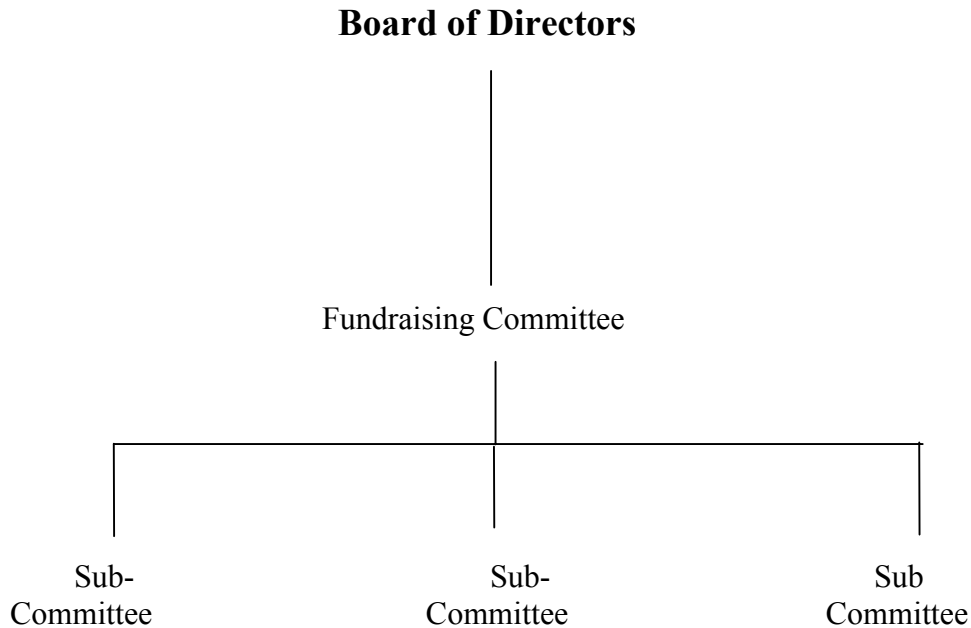 Board of Directors
Fundraising Committee
Sub-
Committee
Sub-
Committee
Sub
Committee